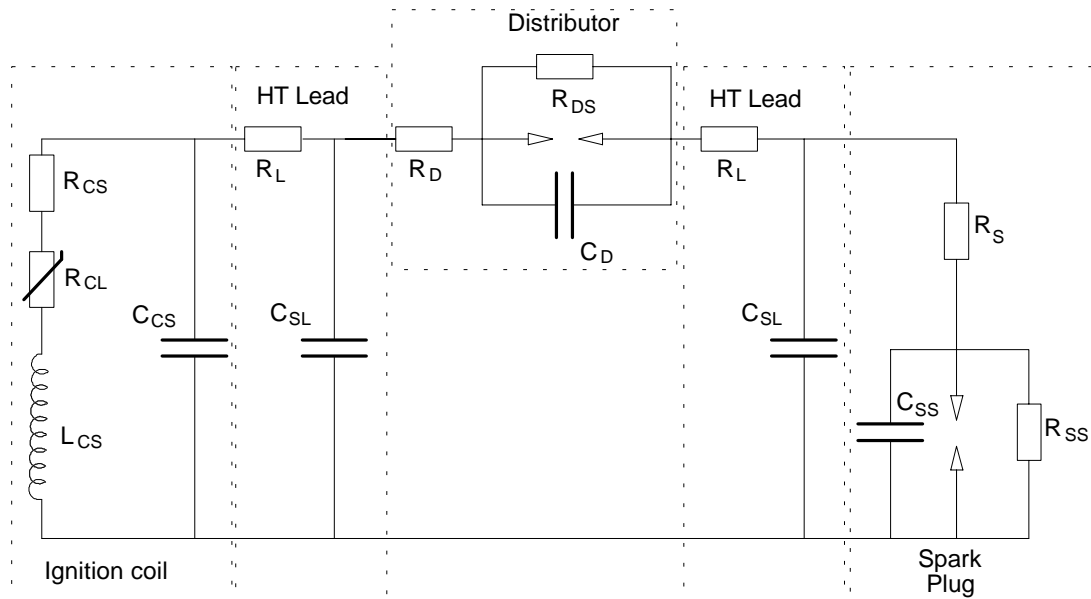 Distributor
HT Lead
R_DS
HT Lead
R_CS
R_L
R_D
R_L
C_D
R_S
R_CL
C_CS
C_SL
C_SL
L_CS
C_SS
R_SS
Ignition coil
Spark
Plug